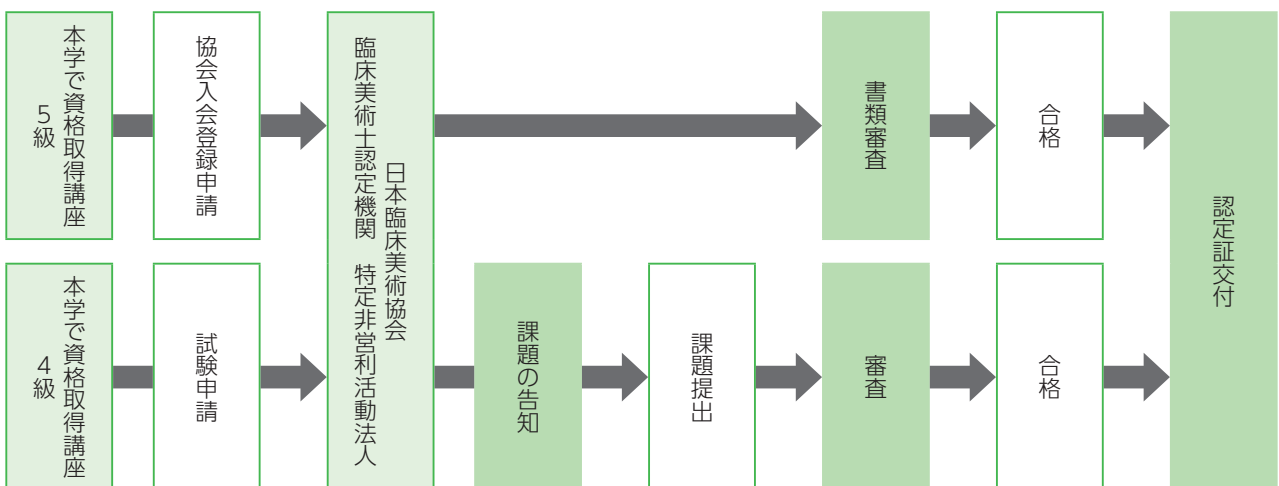 本学で資格取得講座
5級
協会入会登録申請
臨床美術士認定機関　特定非営利活動法人
日本臨床美術協会
書類審査
合格
認定証交付
本学で資格取得講座
4級
試験申請
課題の告知
課題提出
審査
合格